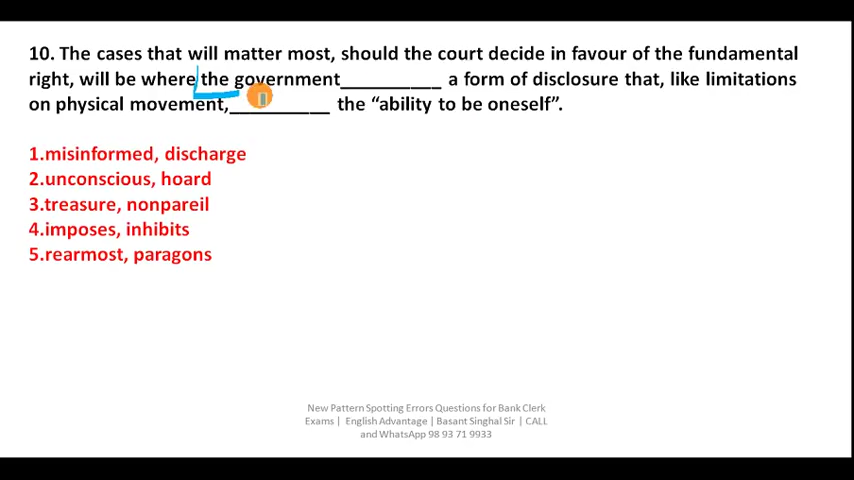 10. The cases that will matter most, should the court decide in favour of the fundamental
right, will be where the government__________ a form of disclosure that, like limitations
on physical movement,__________ the “ability to be oneself”.
1.misinformed, discharge
2.unconscious, hoard
3.treasure, nonpareil
4.imposes, inhibits
5.rearmost, paragons
New Pattern Spotting Errors Questions for Bank Clerk
Exams | English Advantage | Basant Singhal Sir | CALL
and WhatsApp 98 93 71 9933